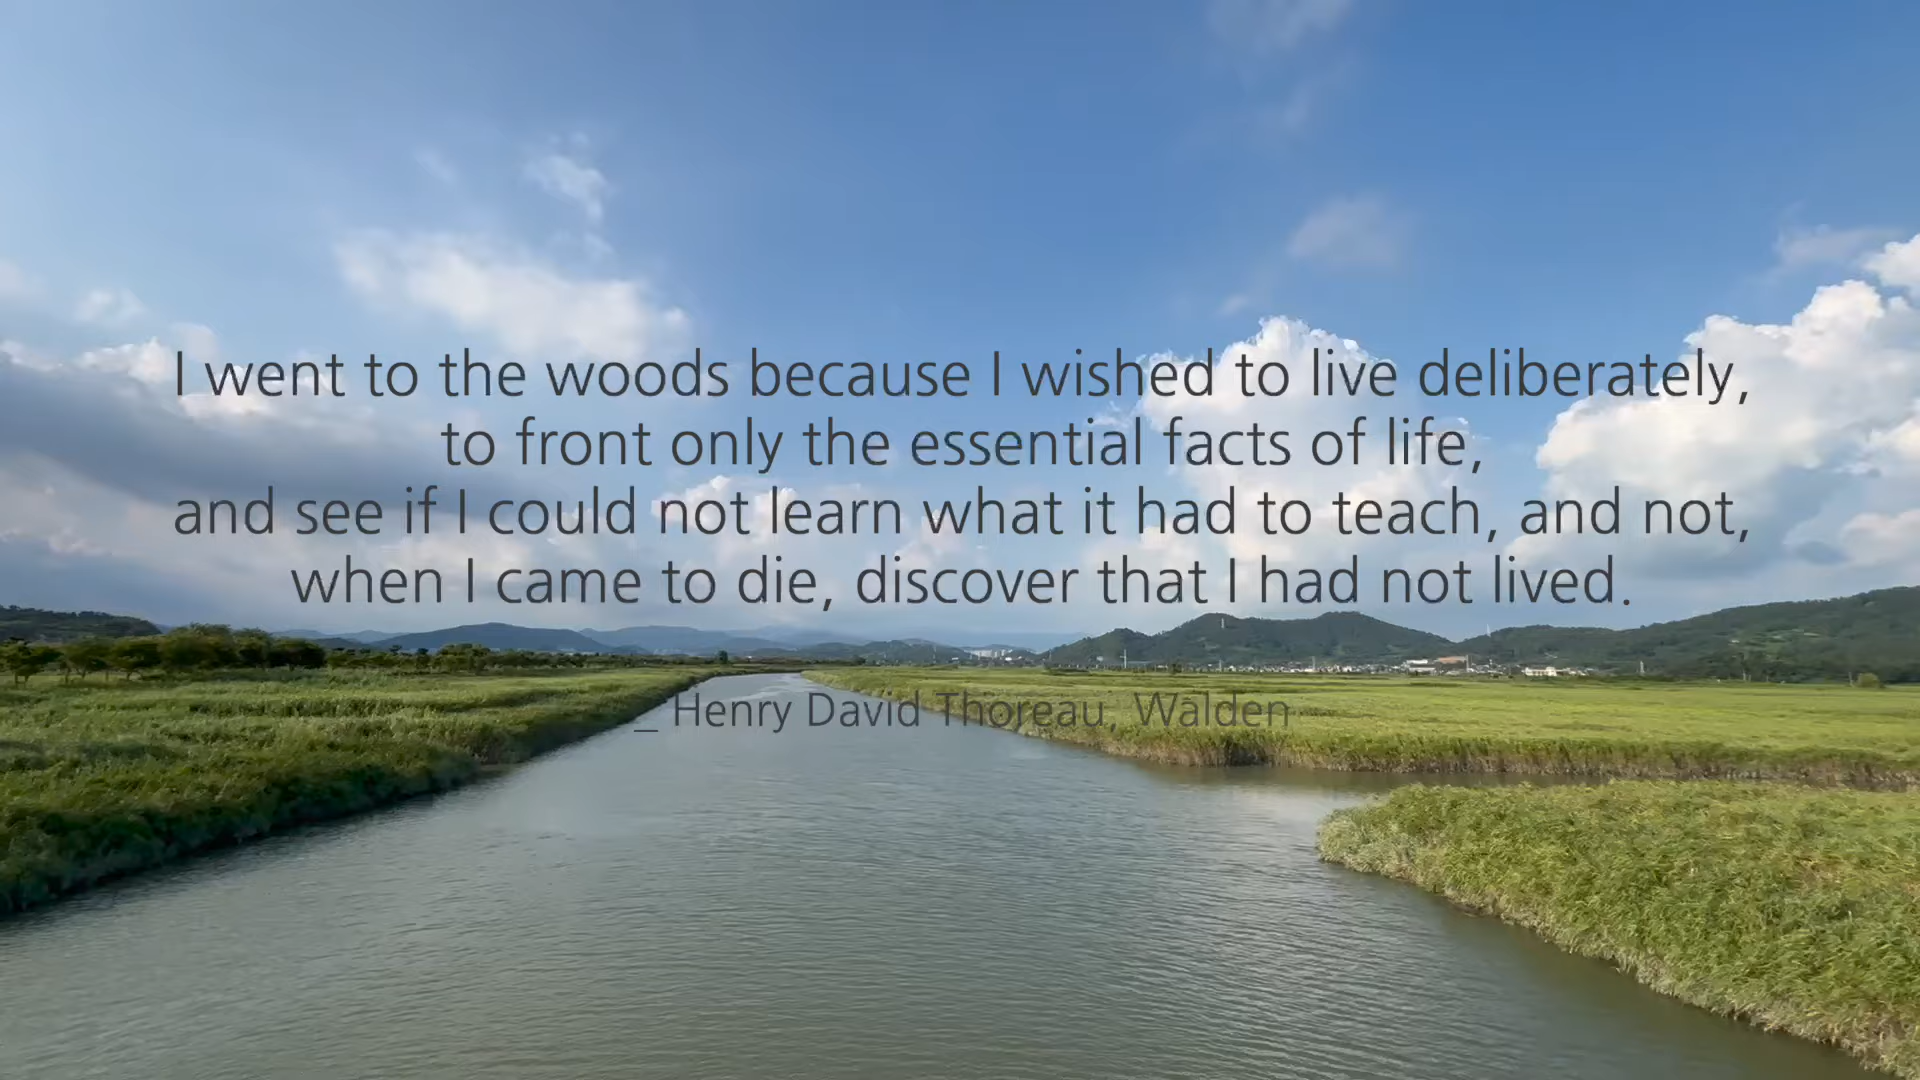 I went to the woods because I wished to live deliberately,
to front only the essential facts of life,
and see if I could not learn what it had to teach, and not,
when I came to die, discover that I had not lived.
_ Henry David Thoreau, Walden